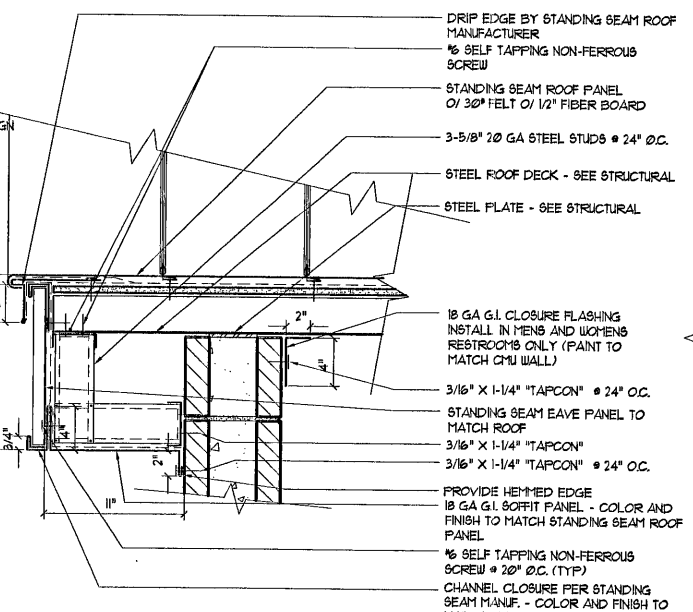 DRIP EDGE BY STANDING SEAM ROOF
MANUFACTURER
#6 SELF TAPPING NON-FERROUS
SCREW
STANDING SEAM ROOF PANEL
O/ 30# FELT O/ 1/2" FIBER BOARD
3-5/8" 20 GA STEEL STUDS @ 24" O.C.
STEEL ROOF DECK - SEE STRUCTURAL
STEEL PLATE - SEE STRUCTURAL
2"
4"
18 GA G.I. CLOSURE FLASHING
INSTALL IN MENS AND WOMENS
RESTROOMS ONLY (PAINT TO
MATCH CMU WALL)
3/16" X 1-1/4" "TAPCON" @ 24" O.C.
STANDING SEAM EAVE PANEL TO
MATCH ROOF
3/4"
4"
2"
11"
3/16" X 1-1/4" "TAPCON"
3/16" X 1-1/4" "TAPCON" @ 24" O.C.
PROVIDE HEMMED EDGE
18 GA G.I. SOFFIT PANEL - COLOR AND
FINISH TO MATCH STANDING SEAM ROOF
PANEL
#6 SELF TAPPING NON-FERROUS
SCREW @ 20" O.C. (TYP)
CHANNEL CLOSURE PER STANDING
SEAM MANUF. - COLOR AND FINISH TO